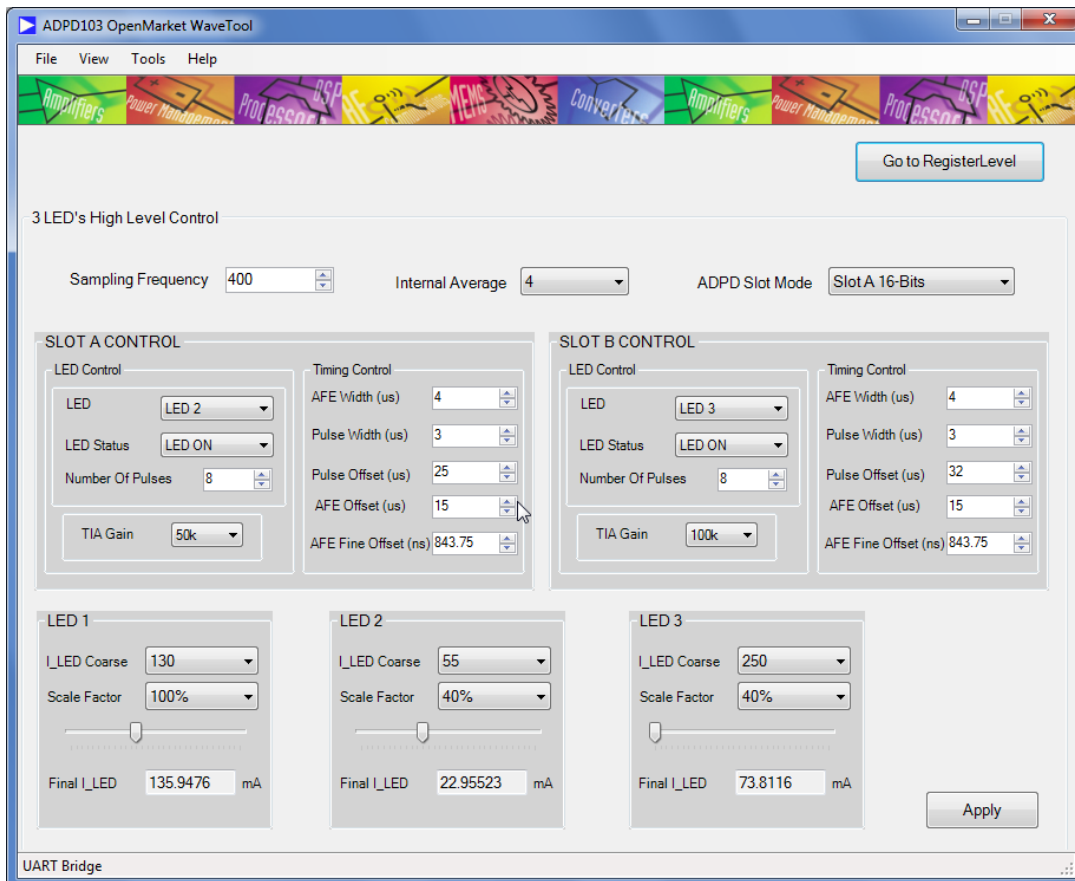 ADPD103 OpenMarket WaveTool
File View Tools Help
Amplifiers Power Management Processors DSP RF MEMS Converters Amplifiers Power Management Processors DSP RF
Go to RegisterLevel
3 LED's High Level Control
Sampling Frequency 400 Internal Average 4 ADPD Slot Mode Slot A 16-Bits
SLOT A CONTROL
LED Control
LED LED 2
LED Status LED ON
Number Of Pulses 8
TIA Gain 50k
Timing Control
AFE Width (us) 4
Pulse Width (us) 3
Pulse Offset (us) 25
AFE Offset (us) 15
AFE Fine Offset (ns) 843.75
SLOT B CONTROL
LED Control
LED LED 3
LED Status LED ON
Number Of Pulses 8
TIA Gain 100k
Timing Control
AFE Width (us) 4
Pulse Width (us) 3
Pulse Offset (us) 32
AFE Offset (us) 15
AFE Fine Offset (ns) 843.75
LED 1
I_LED Coarse 130
Scale Factor 100%
Final I_LED 135.9476 mA
LED 2
I_LED Coarse 55
Scale Factor 40%
Final I_LED 22.95523 mA
LED 3
I_LED Coarse 250
Scale Factor 40%
Final I_LED 73.8116 mA
Apply
UART Bridge